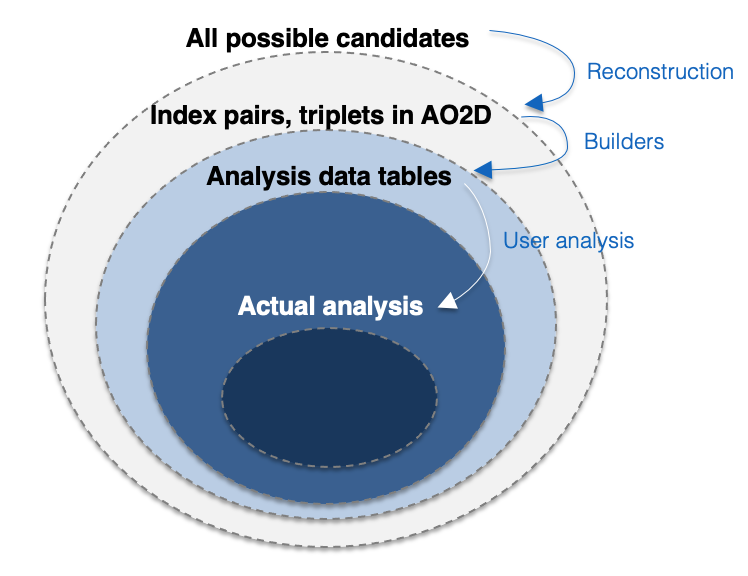 All possible candidates
Reconstruction
Index pairs, triplets in AO2D
Builders
Analysis data tables
User analysis
Actual analysis